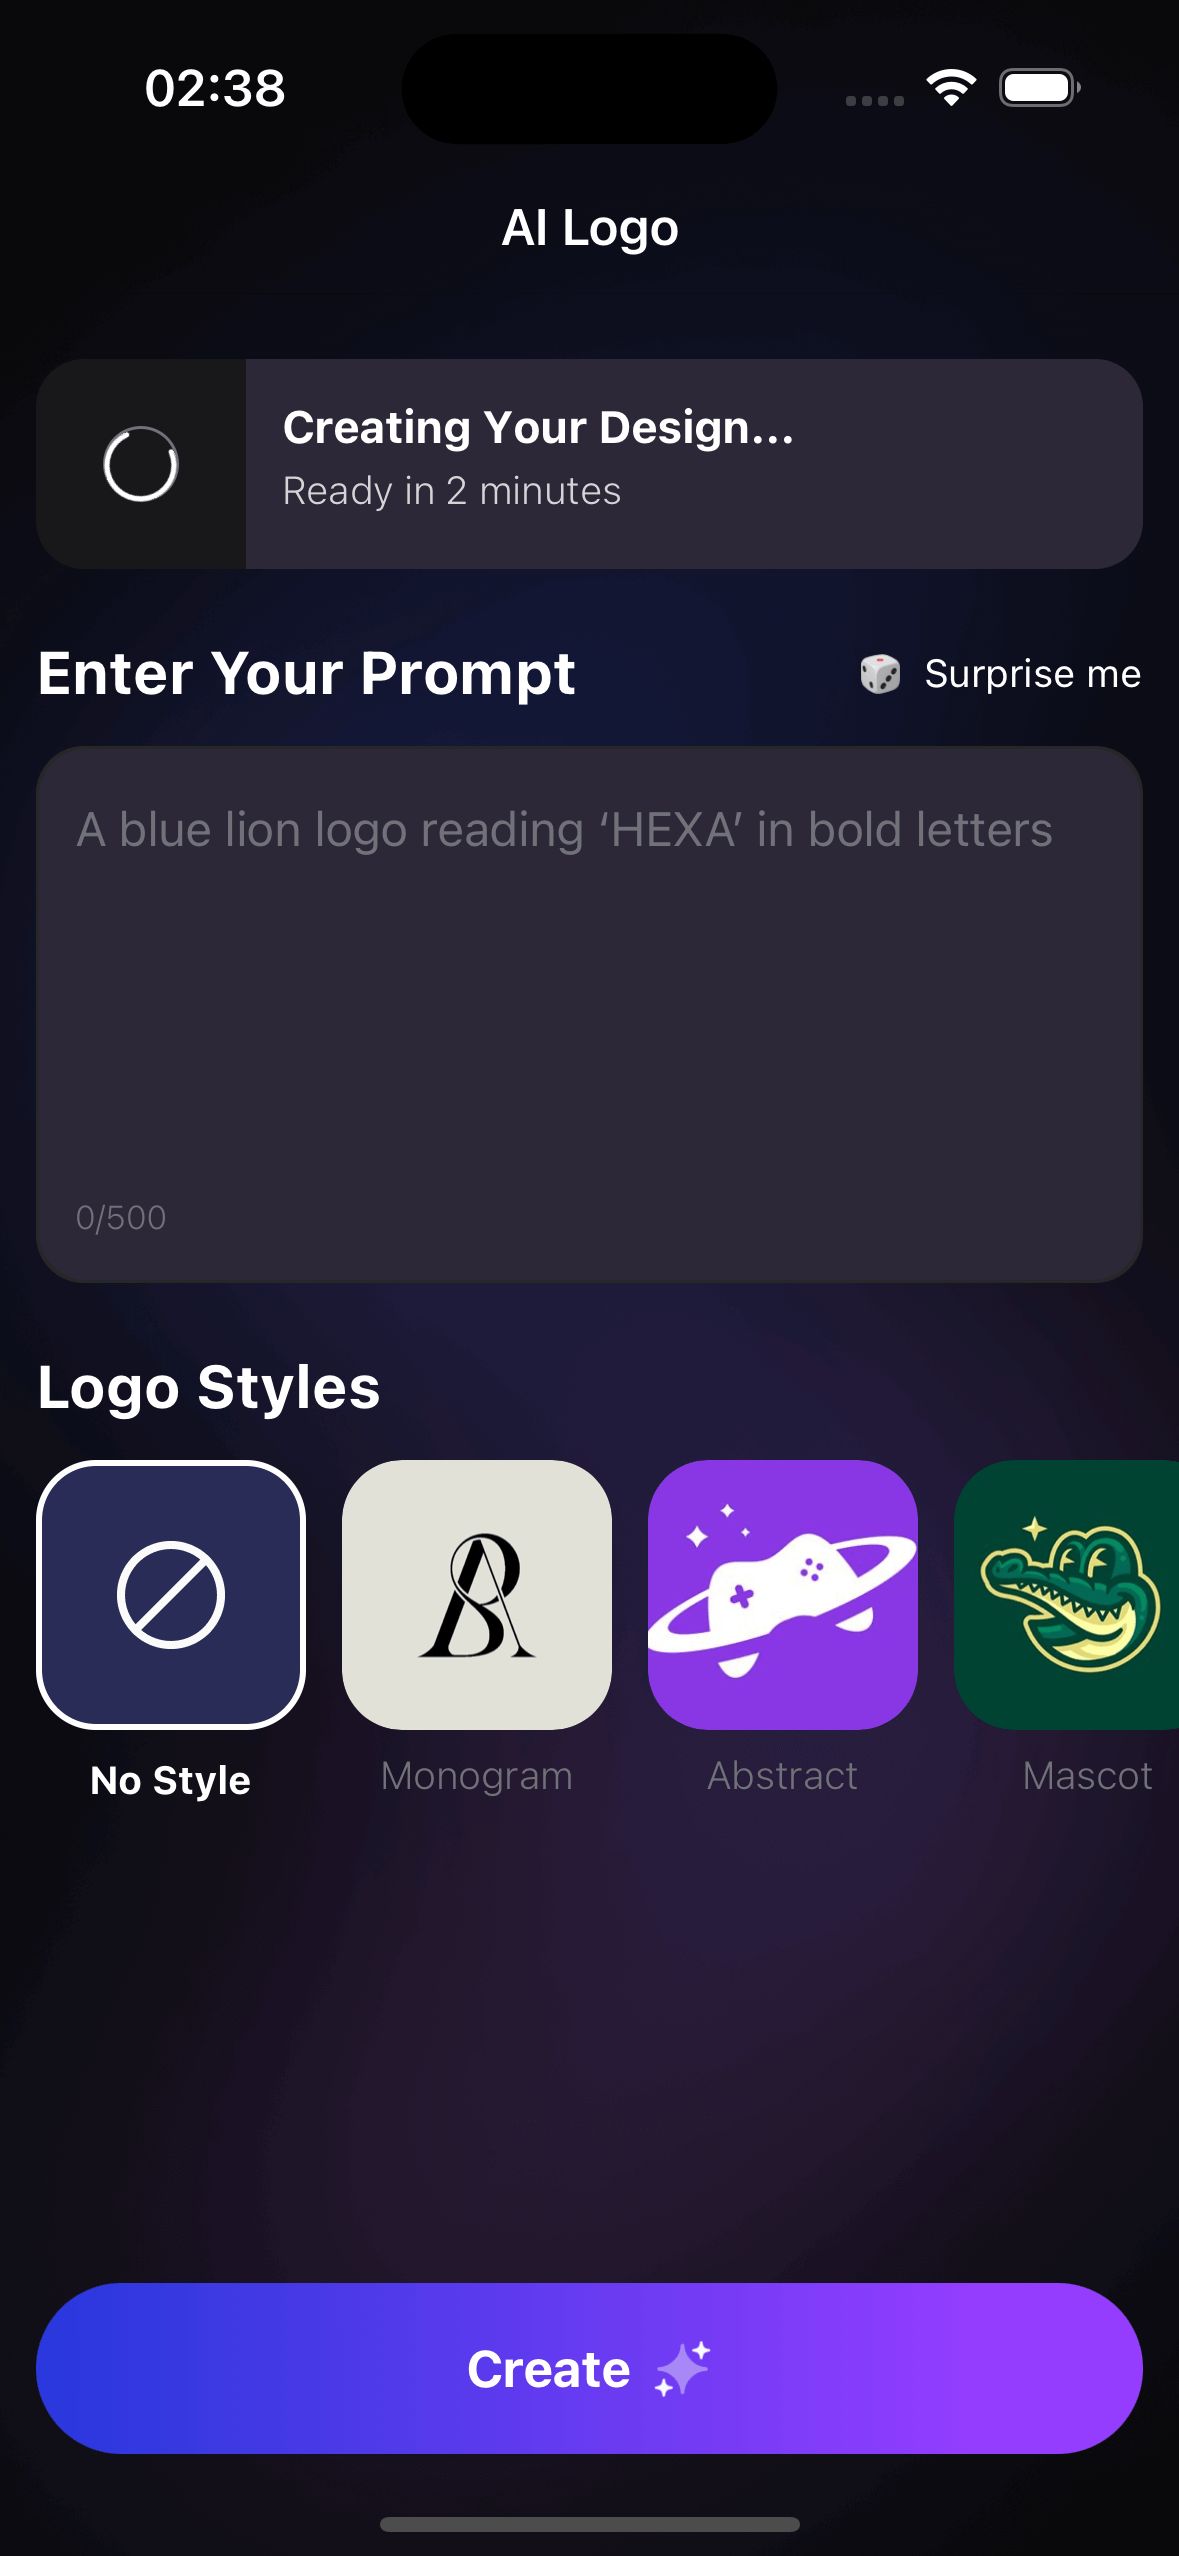 02:38
AI Logo
Creating Your Design...
Ready in 2 minutes
Enter Your Prompt
Surprise me
A blue lion logo reading ‘HEXA’ in bold letters
0/500
Logo Styles
No Style
Monogram
Abstract
Mascot
Create